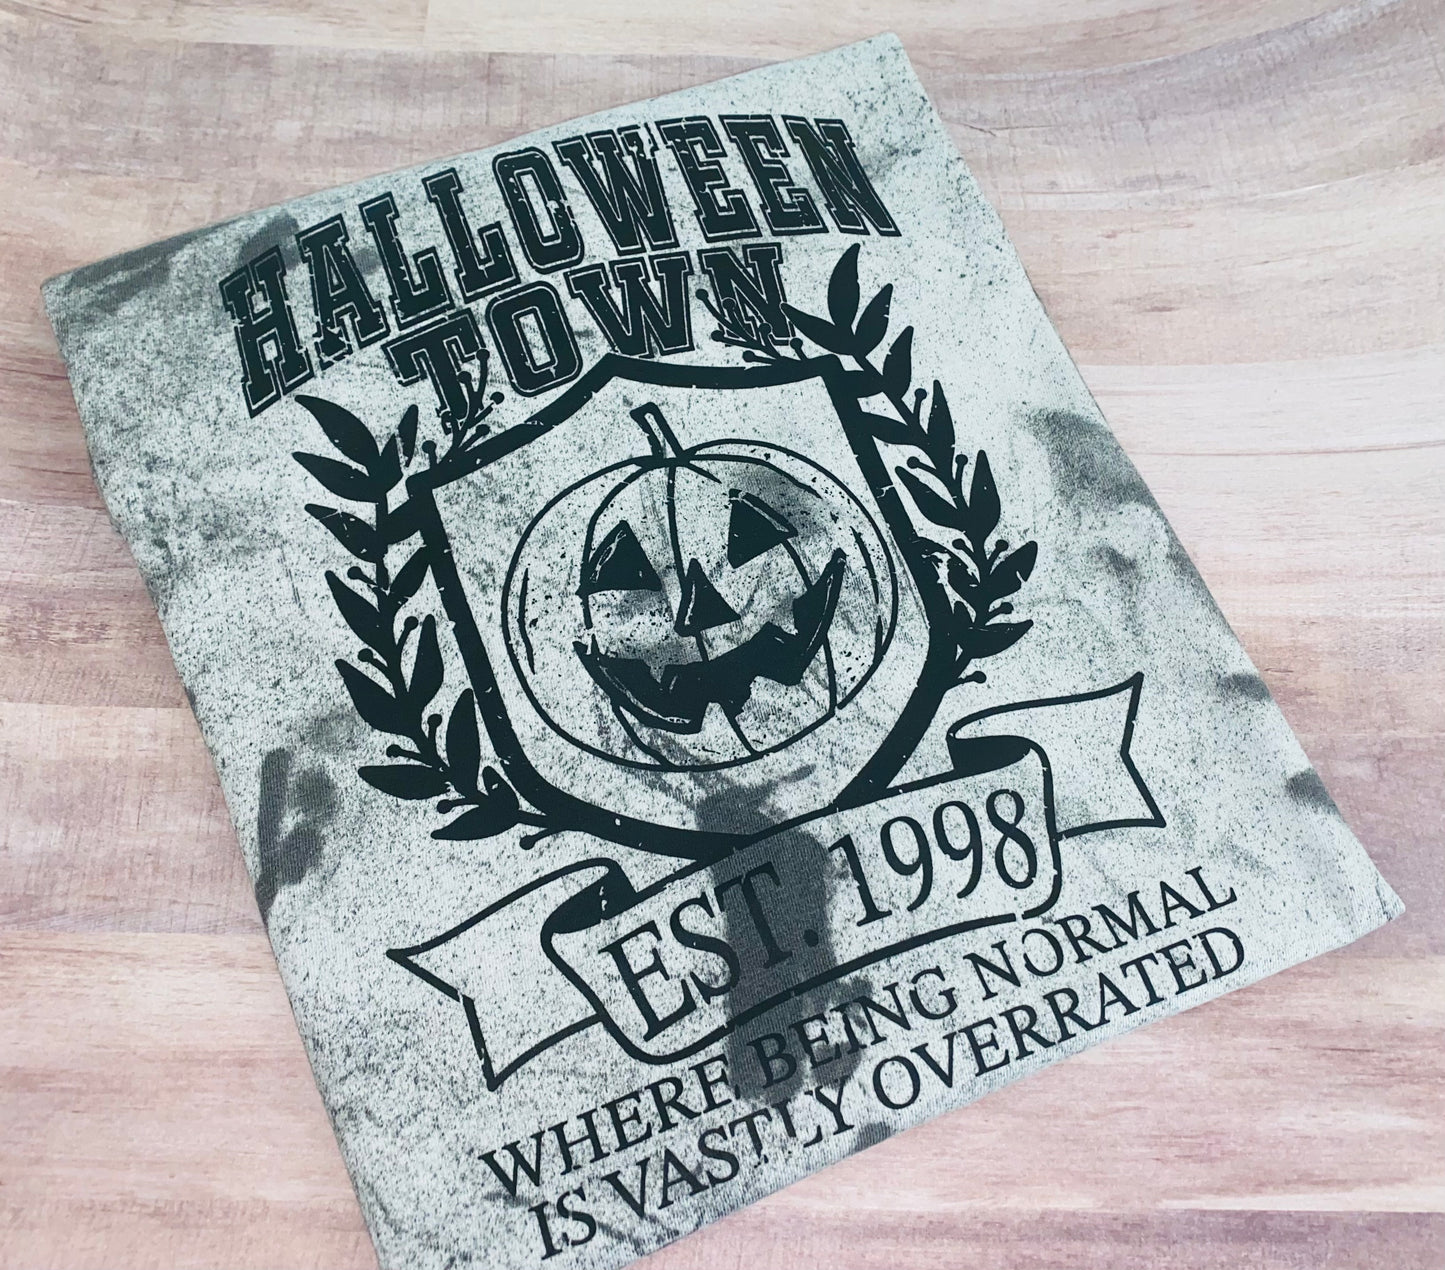 HALLOWEEN
TOWN
EST. 1998
WHERE BEING NORMAL
IS VASTLY OVERRATED